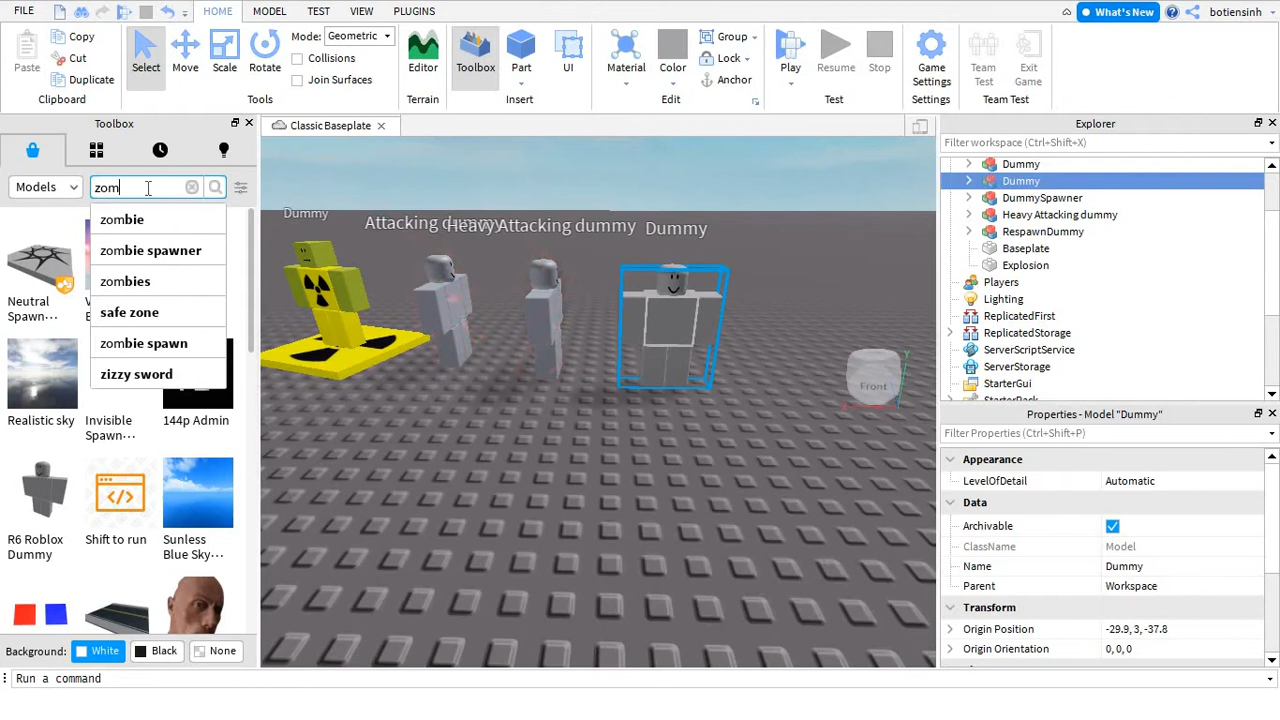 FILE
HOME
MODEL
TEST
VIEW
PLUGINS
What's New
botiensinh
Paste
Copy
Cut
Duplicate
Clipboard
Select
Move
Scale
Rotate
Mode: Geometric
Collisions
Join Surfaces
Tools
Editor
Terrain
Toolbox
Part
UI
Insert
Material
Color
Group
Lock
Anchor
Edit
Play
Resume
Stop
Test
Game
Settings
Settings
Team
Test
Exit
Game
Team Test
Toolbox
Models
zom
zombie
zombie spawner
zombies
safe zone
zombie spawn
zizzy sword
Neutral
Spawn···
Realistic sky
Invisible
Spawn···
144p Admin
R6 Roblox
Dummy
Shift to run
Sunless
Blue Sky···
Background:
White
Black
None
Classic Baseplate
Dummy
Attacking dummy
Heavy Attacking dummy
Dummy
Front
Explorer
Filter workspace (Ctrl+Shift+X)
Dummy
Dummy
DummySpawner
Heavy Attacking dummy
RespawnDummy
Baseplate
Explosion
Players
Lighting
ReplicatedFirst
ReplicatedStorage
ServerScriptService
ServerStorage
StarterGui
StarterPack
Properties - Model "Dummy"
Filter Properties (Ctrl+Shift+P)
Appearance
LevelOfDetail Automatic
Data
Archivable
ClassName Model
Name Dummy
Parent Workspace
Transform
Origin Position -29.9, 3, -37.8
Origin Orientation 0, 0, 0
Run a command